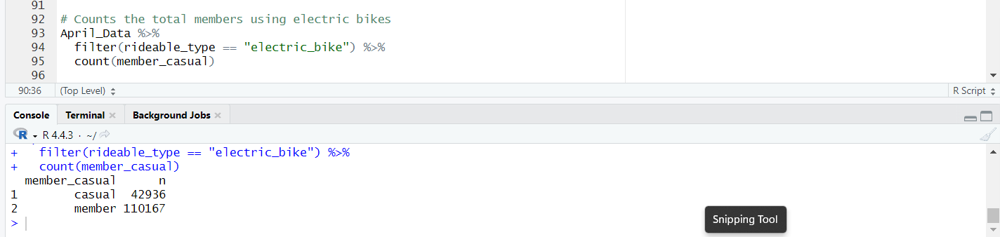 91
92 # Counts the total members using electric bikes
93 April_Data %>%
94   filter(rideable_type == "electric_bike") %>%
95   count(member_casual)
96
90:36 (Top Level) R Script
Console Terminal Background Jobs
R R 4.4.3 · ~/
+   filter(rideable_type == "electric_bike") %>%
+   count(member_casual)
  member_casual      n
1        casual  42936
2        member 110167
>
Snipping Tool